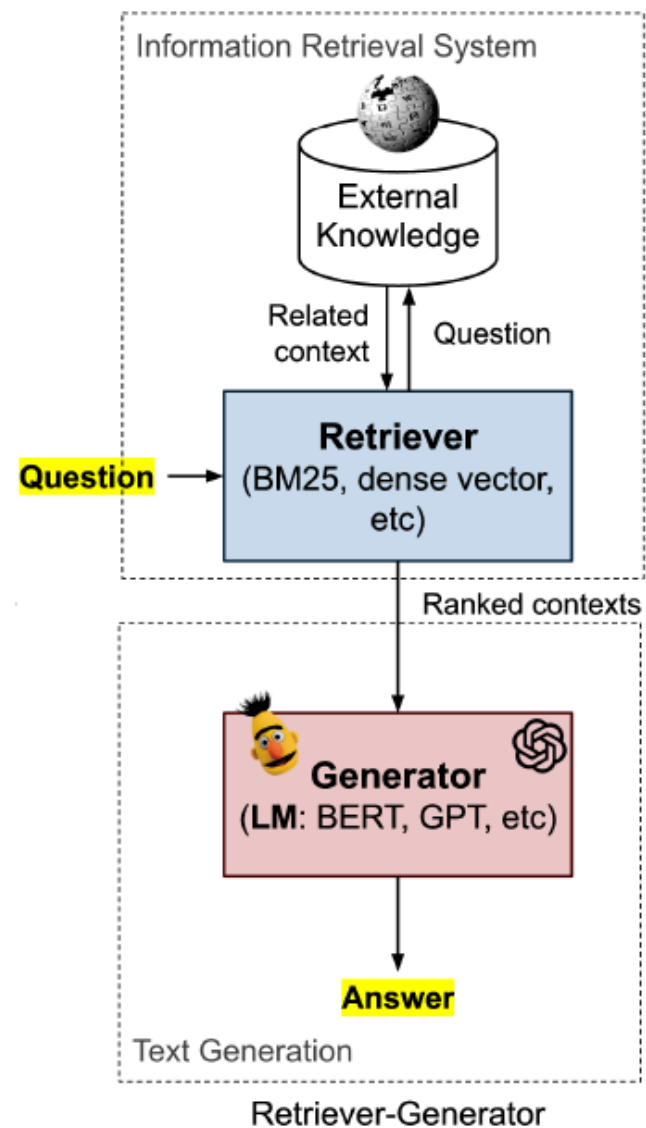 Information Retrieval System
External
Knowledge
Related
context
Question
Retriever
(BM25, dense vector,
etc)
Question
Ranked contexts
Generator
(LM: BERT, GPT, etc)
Answer
Text Generation
Retriever-Generator